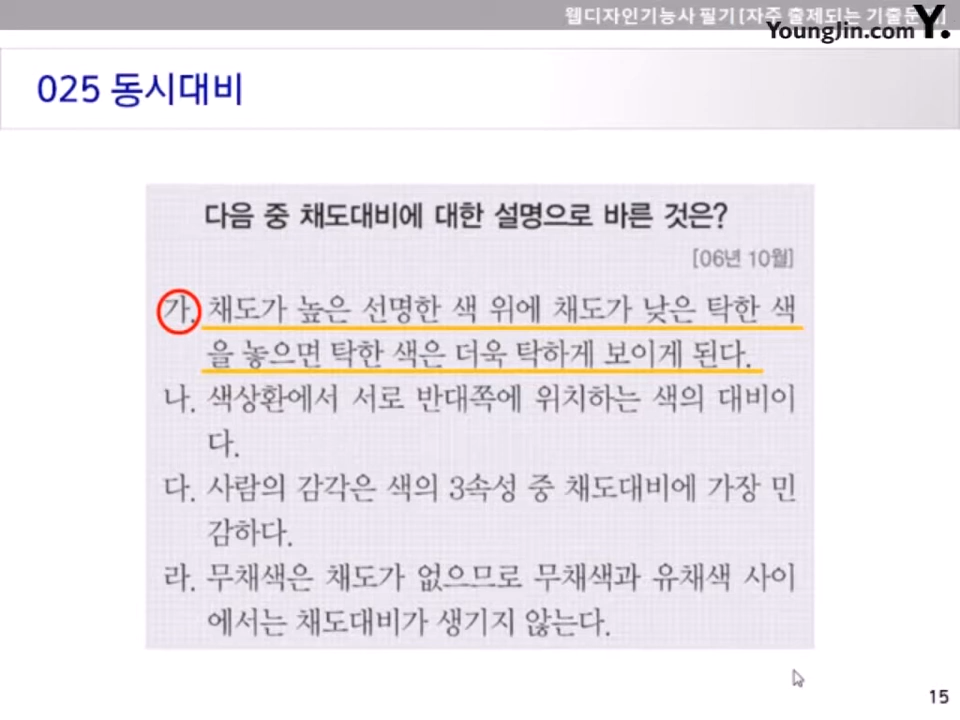 웹디자인기능사 필기[자주 출제되는 기출문제]
YoungJin.com Y.
025 동시대비
다음 중 채도대비에 대한 설명으로 바른 것은?
[06년 10월]
가. 채도가 높은 선명한 색 위에 채도가 낮은 탁한 색
을 놓으면 탁한 색은 더욱 탁하게 보이게 된다.
나. 색상환에서 서로 반대쪽에 위치하는 색의 대비이
다.
다. 사람의 감각은 색의 3속성 중 채도대비에 가장 민
감하다.
라. 무채색은 채도가 없으므로 무채색과 유채색 사이
에서는 채도대비가 생기지 않는다.
15